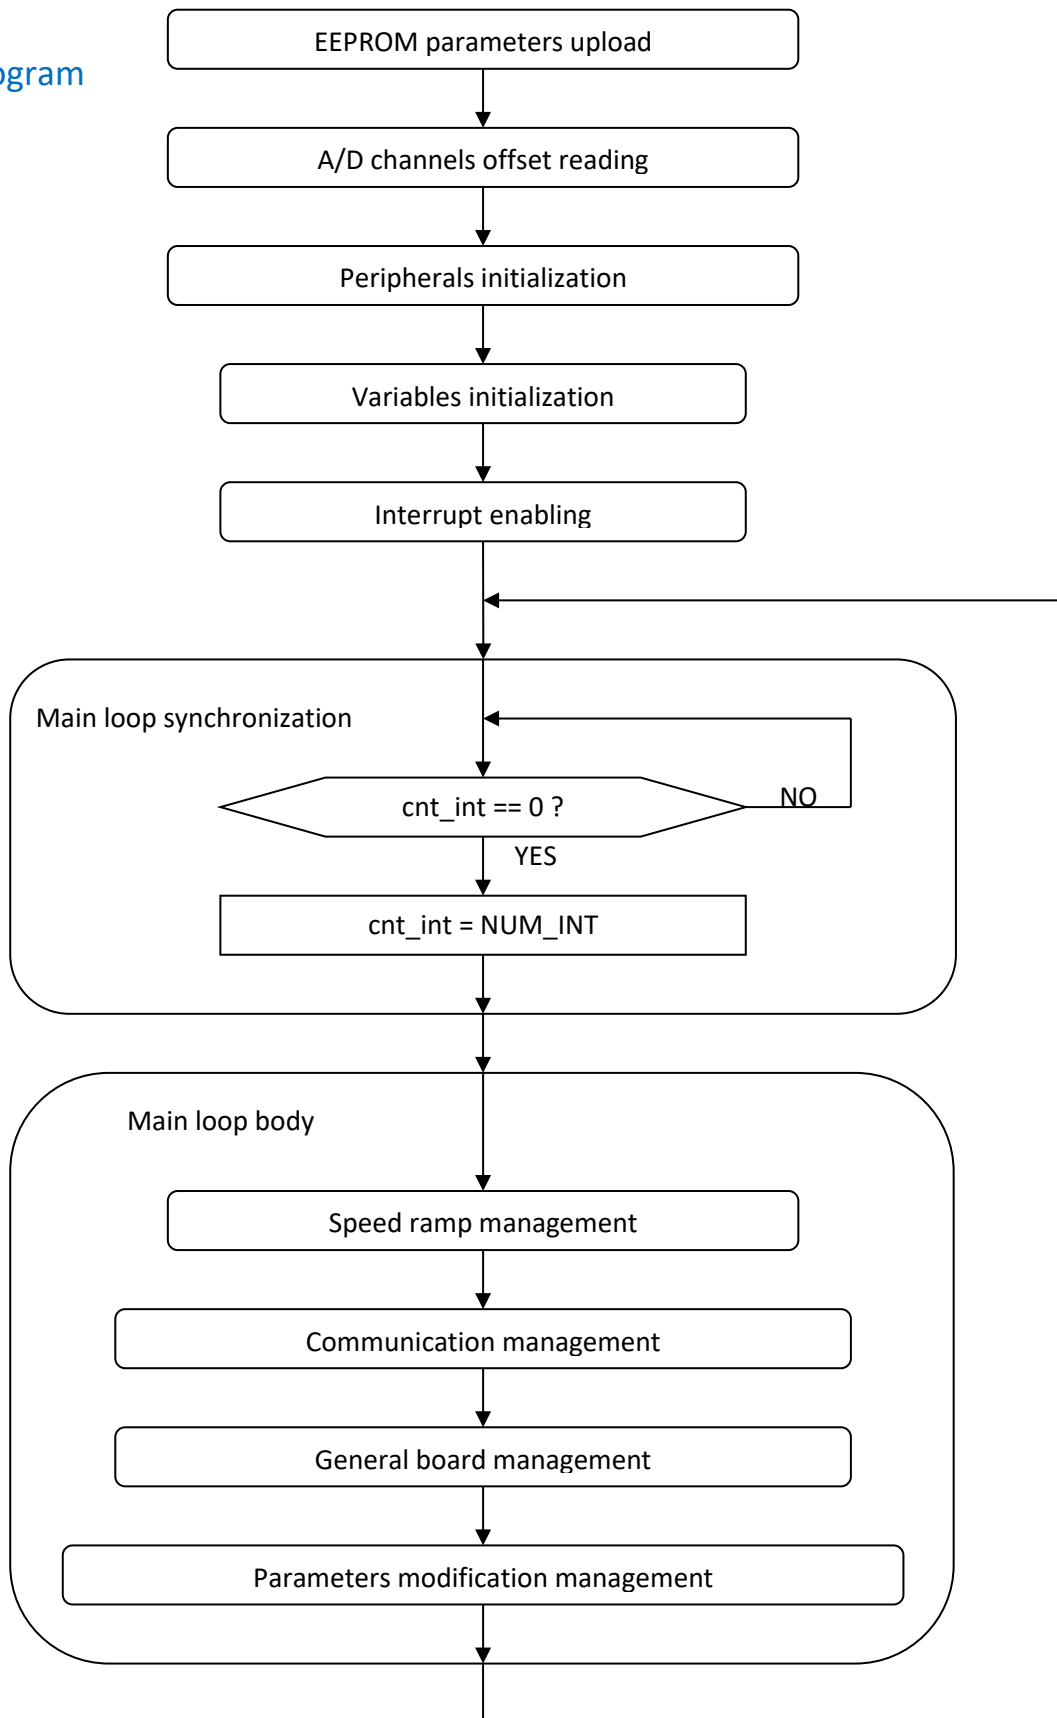 EEPROM parameters upload
ogram
A/D channels offset reading
Peripherals initialization
Variables initialization
Interrupt enabling
Main loop synchronization
cnt_int == 0 ?
NO
YES
cnt_int = NUM_INT
Main loop body
Speed ramp management
Communication management
General board management
Parameters modification management